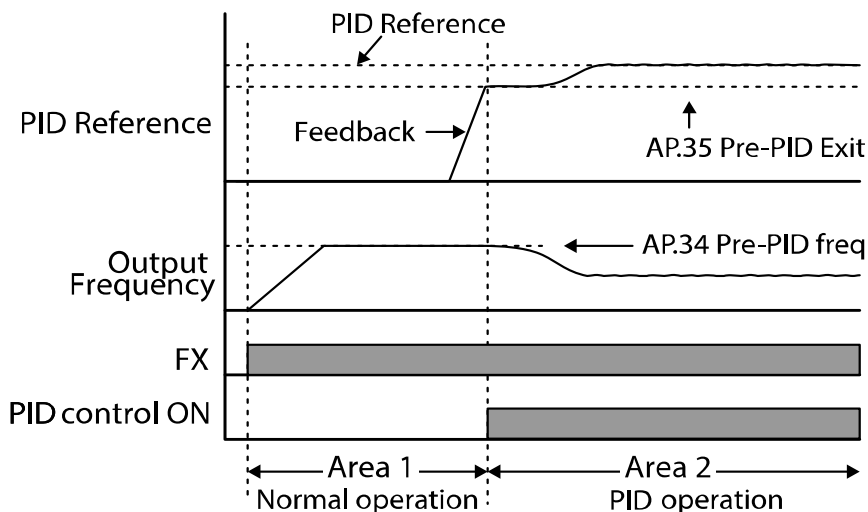 PID Reference
PID Reference
Feedback
AP.35 Pre-PID Exit
Output
Frequency
AP.34 Pre-PID freq
FX
PID control ON
Area 1
Area 2
Normal operation
PID operation